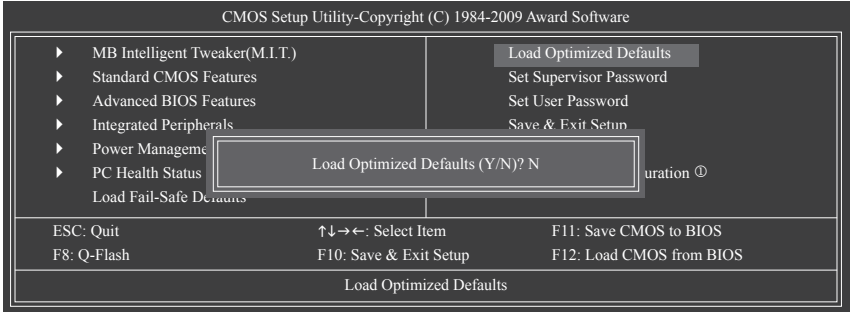 CMOS Setup Utility-Copyright (C) 1984-2009 Award Software
MB Intelligent Tweaker(M.I.T.)
Standard CMOS Features
Advanced BIOS Features
Integrated Peripherals
Power
PC Health Status
Load Fail-Safe Defaults
Load Optimized Defaults
Set Supervisor Password
Set User Password
Save & Exit Setup
①
Load Optimized Defaults (Y/N)? N
ESC: Quit ↑↓→←: Select Item F11: Save CMOS to BIOS
F8: Q-Flash F10: Save & Exit Setup F12: Load CMOS from BIOS
Load Optimized Defaults